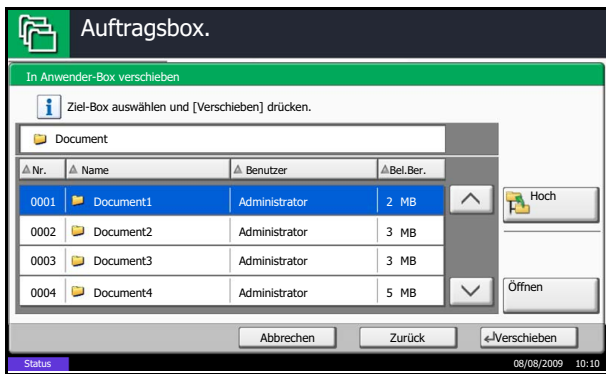 Auftragsbox.
In Anwender-Box verschieben
i Ziel-Box auswählen und [Verschieben] drücken.
Document
Nr. Name Benutzer Bel.Ber.
0001 Document1 Administrator 2 MB
Hoch
0002 Document2 Administrator 3 MB
0003 Document3 Administrator 3 MB
0004 Document4 Administrator 5 MB
Öffnen
Abbrechen Zurück Verschieben
Status 08/08/2009 10:10